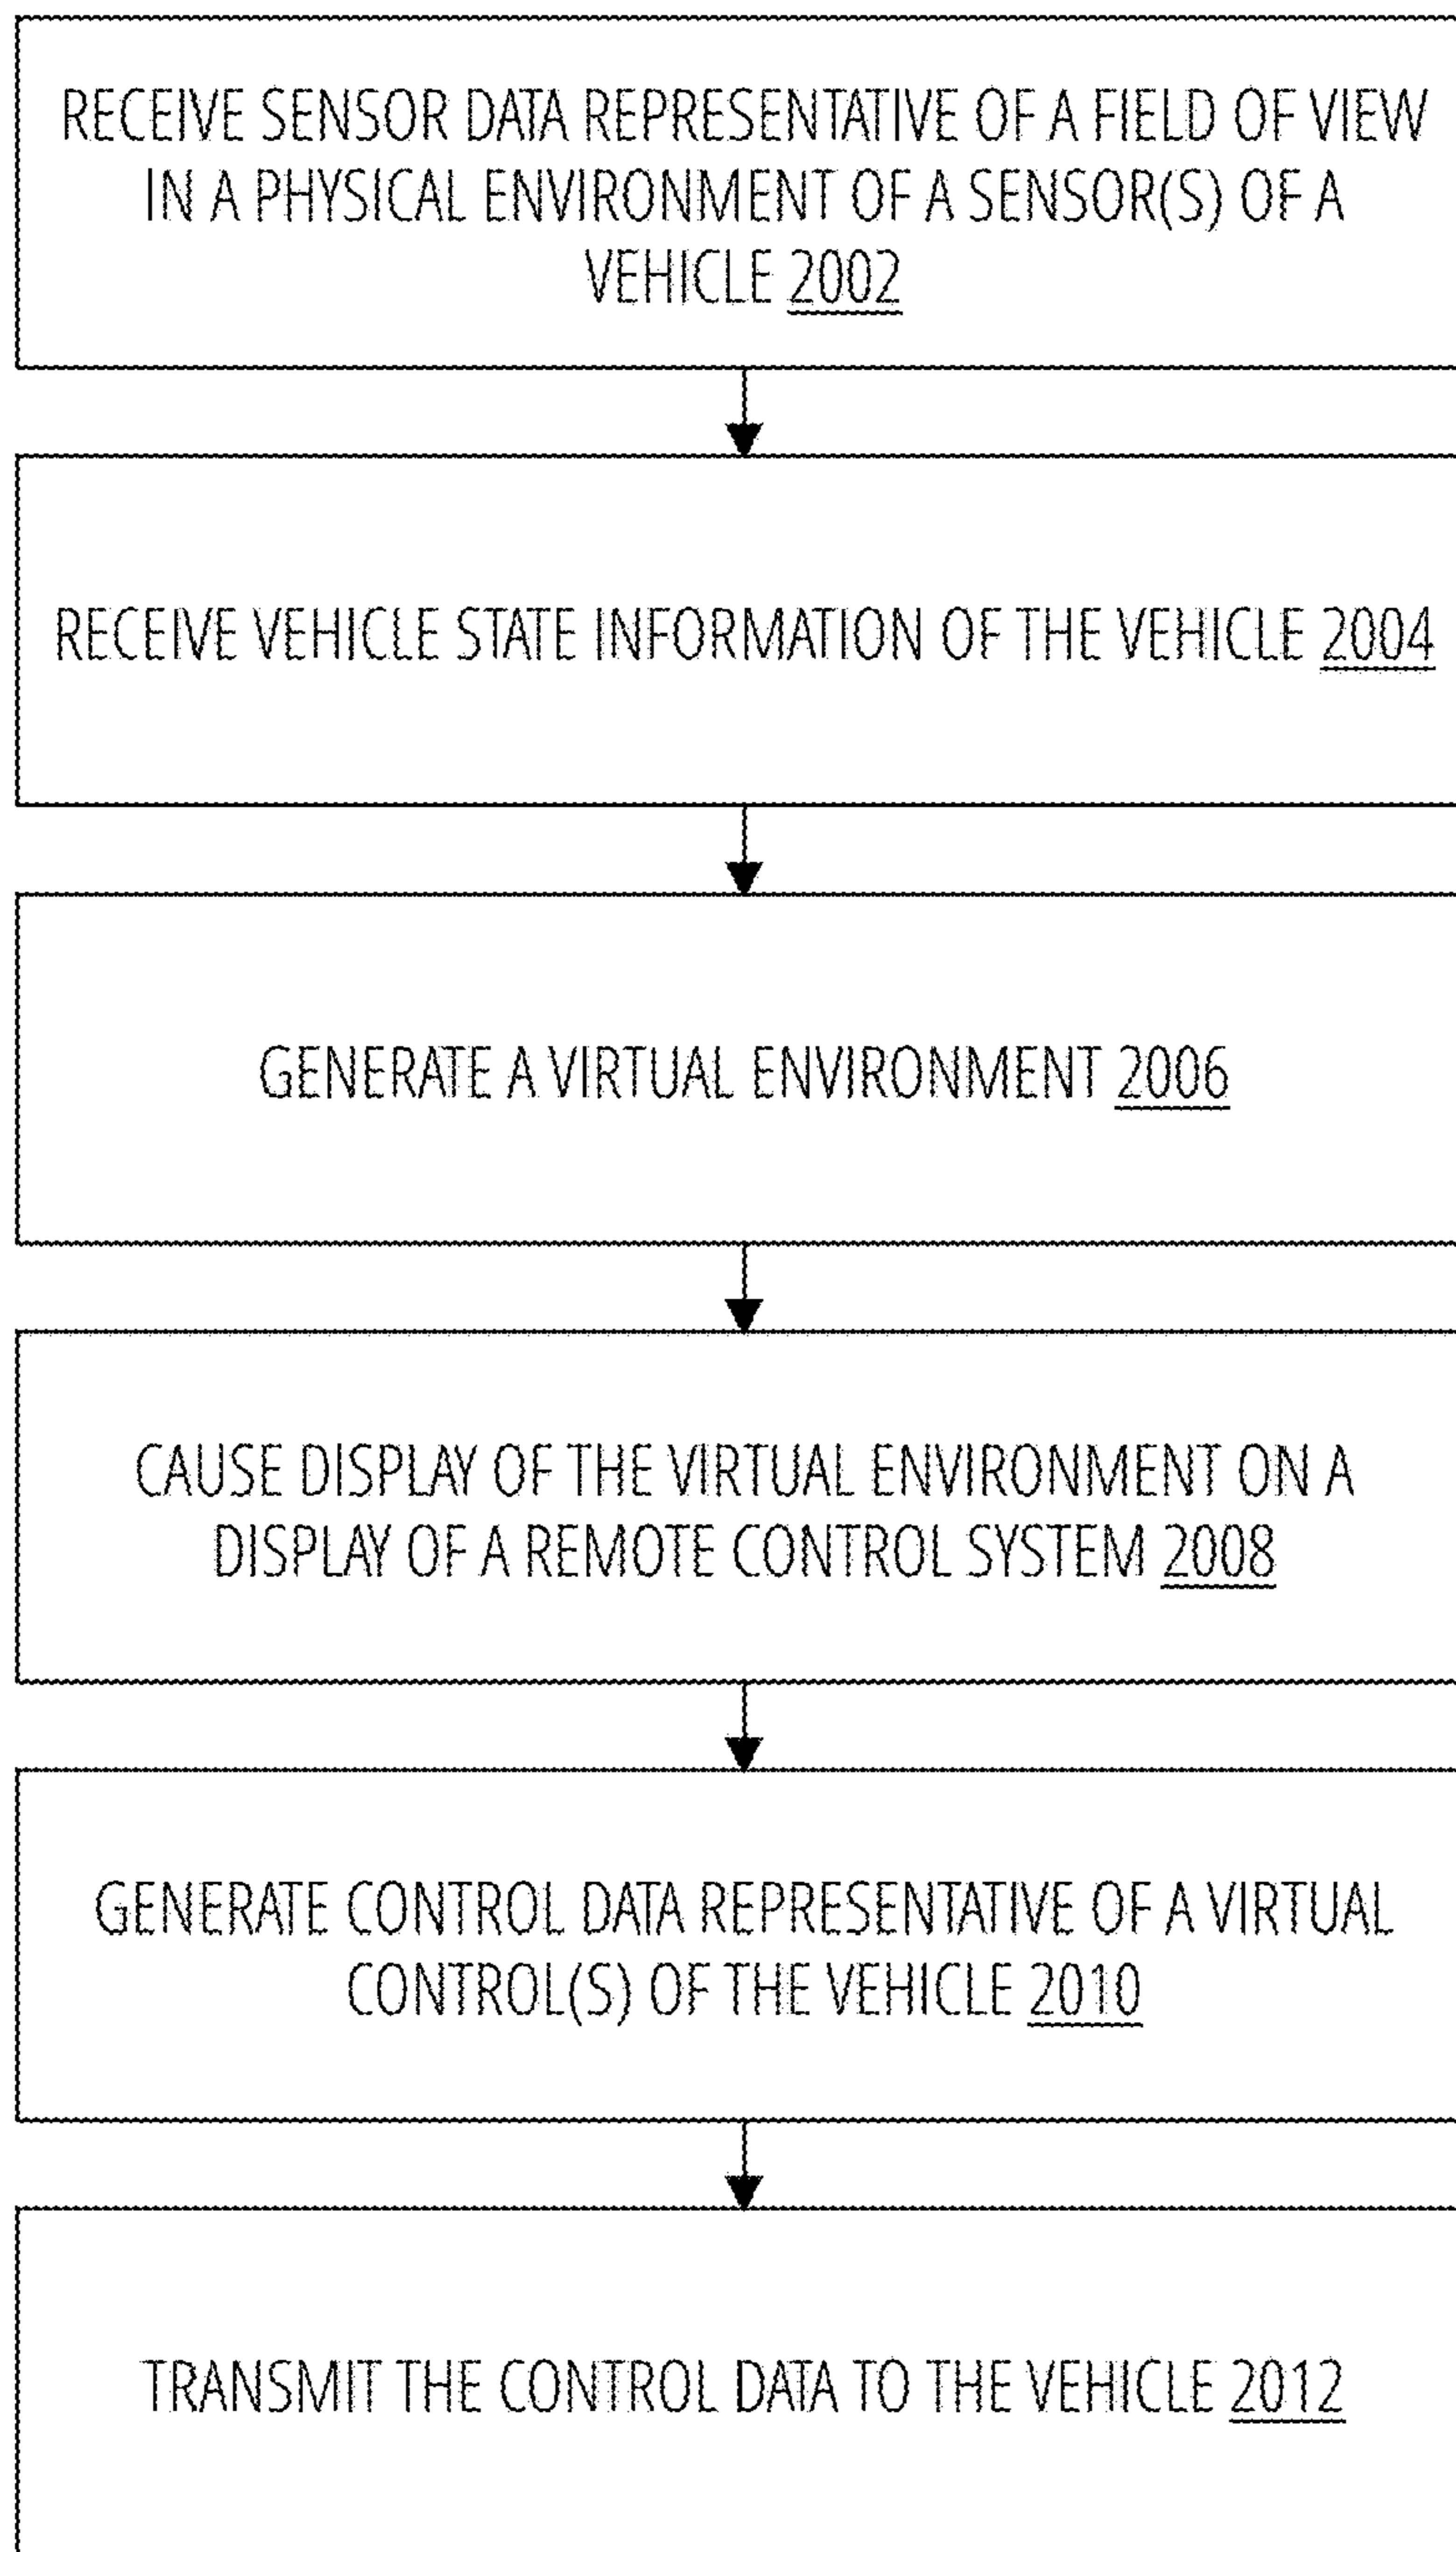 RECEIVE SENSOR DATA REPRESENTATIVE OF A FIELD OF VIEW
IN A PHYSICAL ENVIRONMENT OF A SENSOR(S) OF A
VEHICLE 2002
RECEIVE VEHICLE STATE INFORMATION OF THE VEHICLE 2004
GENERATE A VIRTUAL ENVIRONMENT 2006
CAUSE DISPLAY OF THE VIRTUAL ENVIRONMENT ON A
DISPLAY OF A REMOTE CONTROL SYSTEM 2008
GENERATE CONTROL DATA REPRESENTATIVE OF A VIRTUAL
CONTROL(S) OF THE VEHICLE 2010
TRANSMIT THE CONTROL DATA TO THE VEHICLE 2012